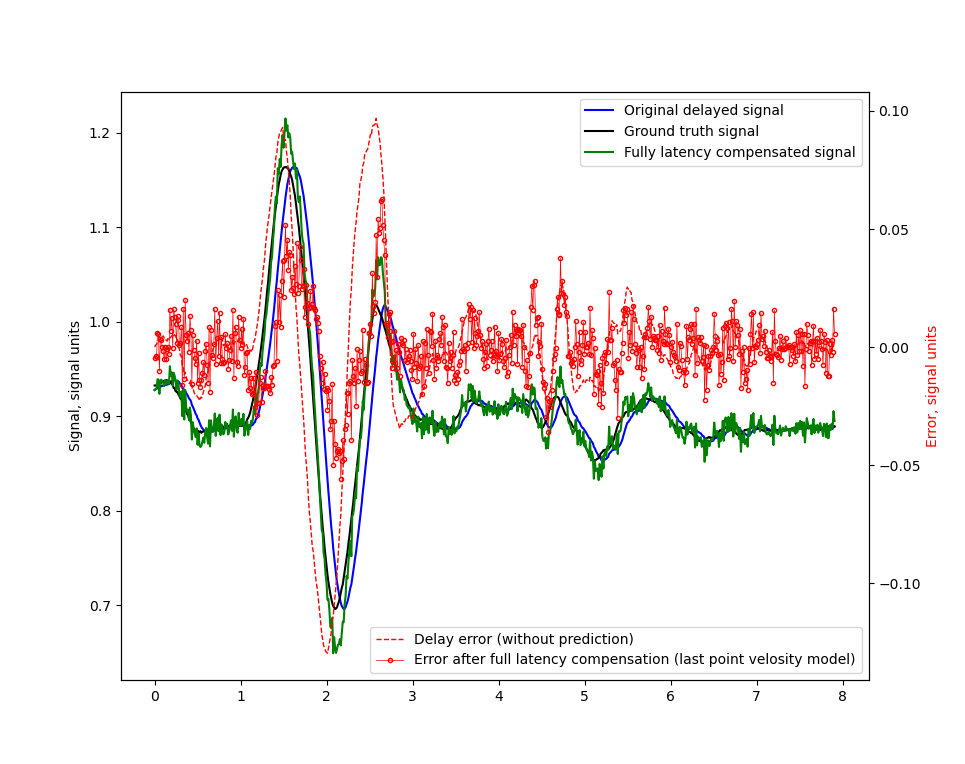 Original delayed signal
Ground truth signal
Fully latency compensated signal
1.2
1.1
1.0
0.9
0.8
0.7
Signal, signal units
0.10
0.05
0.00
−0.05
−0.10
Error, signal units
Delay error (without prediction)
Error after full latency compensation (last point velosity model)
0 1 2 3 4 5 6 7 8